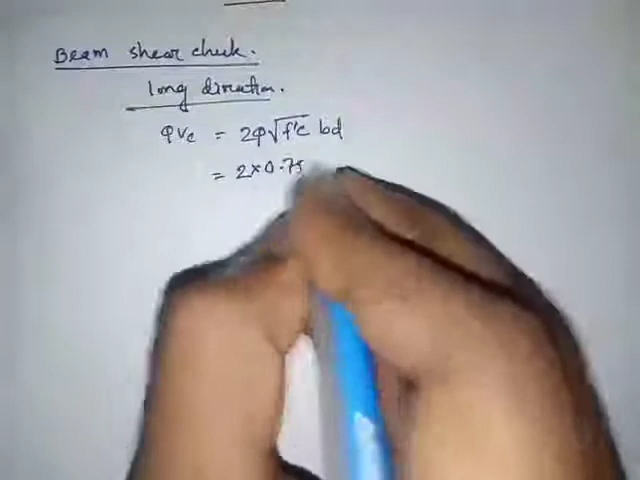 Beam shear check.
long direction.
φVc = 2φ√f'c bd
= 2×0.75